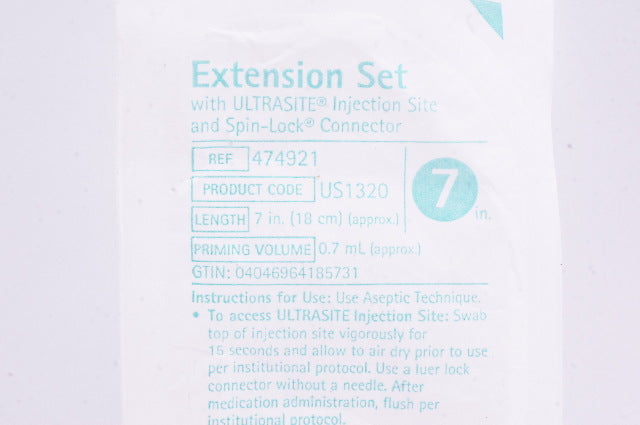 Extension Set
with ULTRASITE® Injection Site
and Spin-Lock® Connector
REF 474921
PRODUCT CODE US1320
LENGTH 7 in. (18 cm) (approx.)
PRIMING VOLUME 0.7 mL (approx.)
7 in.
GTIN: 04046964185731
Instructions for Use: Use Aseptic Technique.
• To access ULTRASITE Injection Site: Swab
top of injection site vigorously for
15 seconds and allow to air dry prior to use
per institutional protocol. Use a luer lock
connector without a needle. After
medication administration, flush per
institutional protocol.